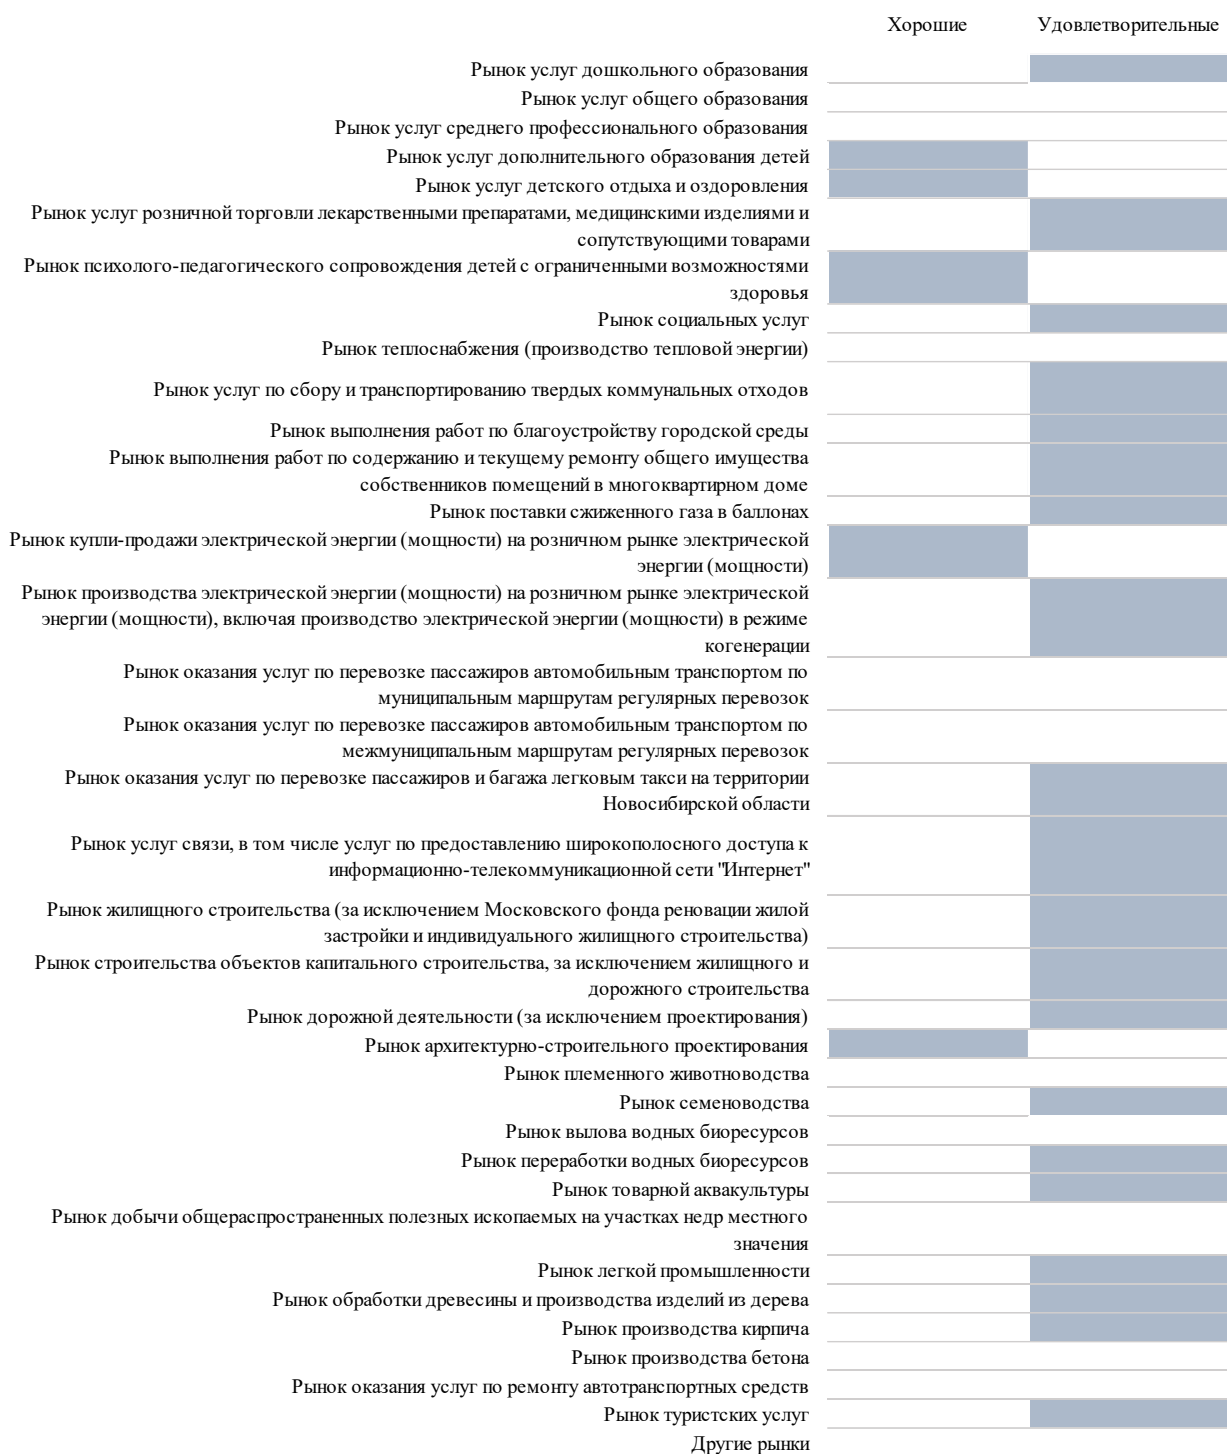 Хорошие Удовлетворительные
Рынок услуг дошкольного образования
Рынок услуг общего образования
Рынок услуг среднего профессионального образования
Рынок услуг дополнительного образования детей
Рынок услуг детского отдыха и оздоровления
Рынок услуг розничной торговли лекарственными препаратами, медицинскими изделиями и
сопутствующими товарами
Рынок психолого-педагогического сопровождения детей с ограниченными возможностями
здоровья
Рынок социальных услуг
Рынок теплоснабжения (производство тепловой энергии)
Рынок услуг по сбору и транспортированию твердых коммунальных отходов
Рынок выполнения работ по благоустройству городской среды
Рынок выполнения работ по содержанию и текущему ремонту общего имущества
собственников помещений в многоквартирном доме
Рынок поставки сжиженного газа в баллонах
Рынок купли-продажи электрической энергии (мощности) на розничном рынке электрической
энергии (мощности)
Рынок производства электрической энергии (мощности) на розничном рынке электрической
энергии (мощности), включая производство электрической энергии (мощности) в режиме
когенерации
Рынок оказания услуг по перевозке пассажиров автомобильным транспортом по
муниципальным маршрутам регулярных перевозок
Рынок оказания услуг по перевозке пассажиров автомобильным транспортом по
межмуниципальным маршрутам регулярных перевозок
Рынок оказания услуг по перевозке пассажиров и багажа легковым такси на территории
Новосибирской области
Рынок услуг связи, в том числе услуг по предоставлению широкополосного доступа к
информационно-телекоммуникационной сети "Интернет"
Рынок жилищного строительства (за исключением Московского фонда реновации жилой
застройки и индивидуального жилищного строительства)
Рынок строительства объектов капитального строительства, за исключением жилищного и
дорожного строительства
Рынок дорожной деятельности (за исключением проектирования)
Рынок архитектурно-строительного проектирования
Рынок племенного животноводства
Рынок семеноводства
Рынок вылова водных биоресурсов
Рынок переработки водных биоресурсов
Рынок товарной аквакультуры
Рынок добычи общераспространенных полезных ископаемых на участках недр местного
значения
Рынок легкой промышленности
Рынок обработки древесины и производства изделий из дерева
Рынок производства кирпича
Рынок производства бетона
Рынок оказания услуг по ремонту автотранспортных средств
Рынок туристских услуг
Другие рынки